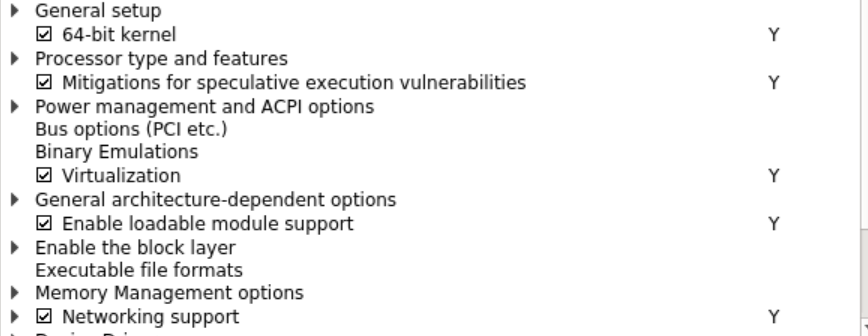 General setup
64-bit kernel Y
Processor type and features
Mitigations for speculative execution vulnerabilities Y
Power management and ACPI options
Bus options (PCI etc.)
Binary Emulations
Virtualization Y
General architecture-dependent options
Enable loadable module support Y
Enable the block layer
Executable file formats
Memory Management options
Networking support Y